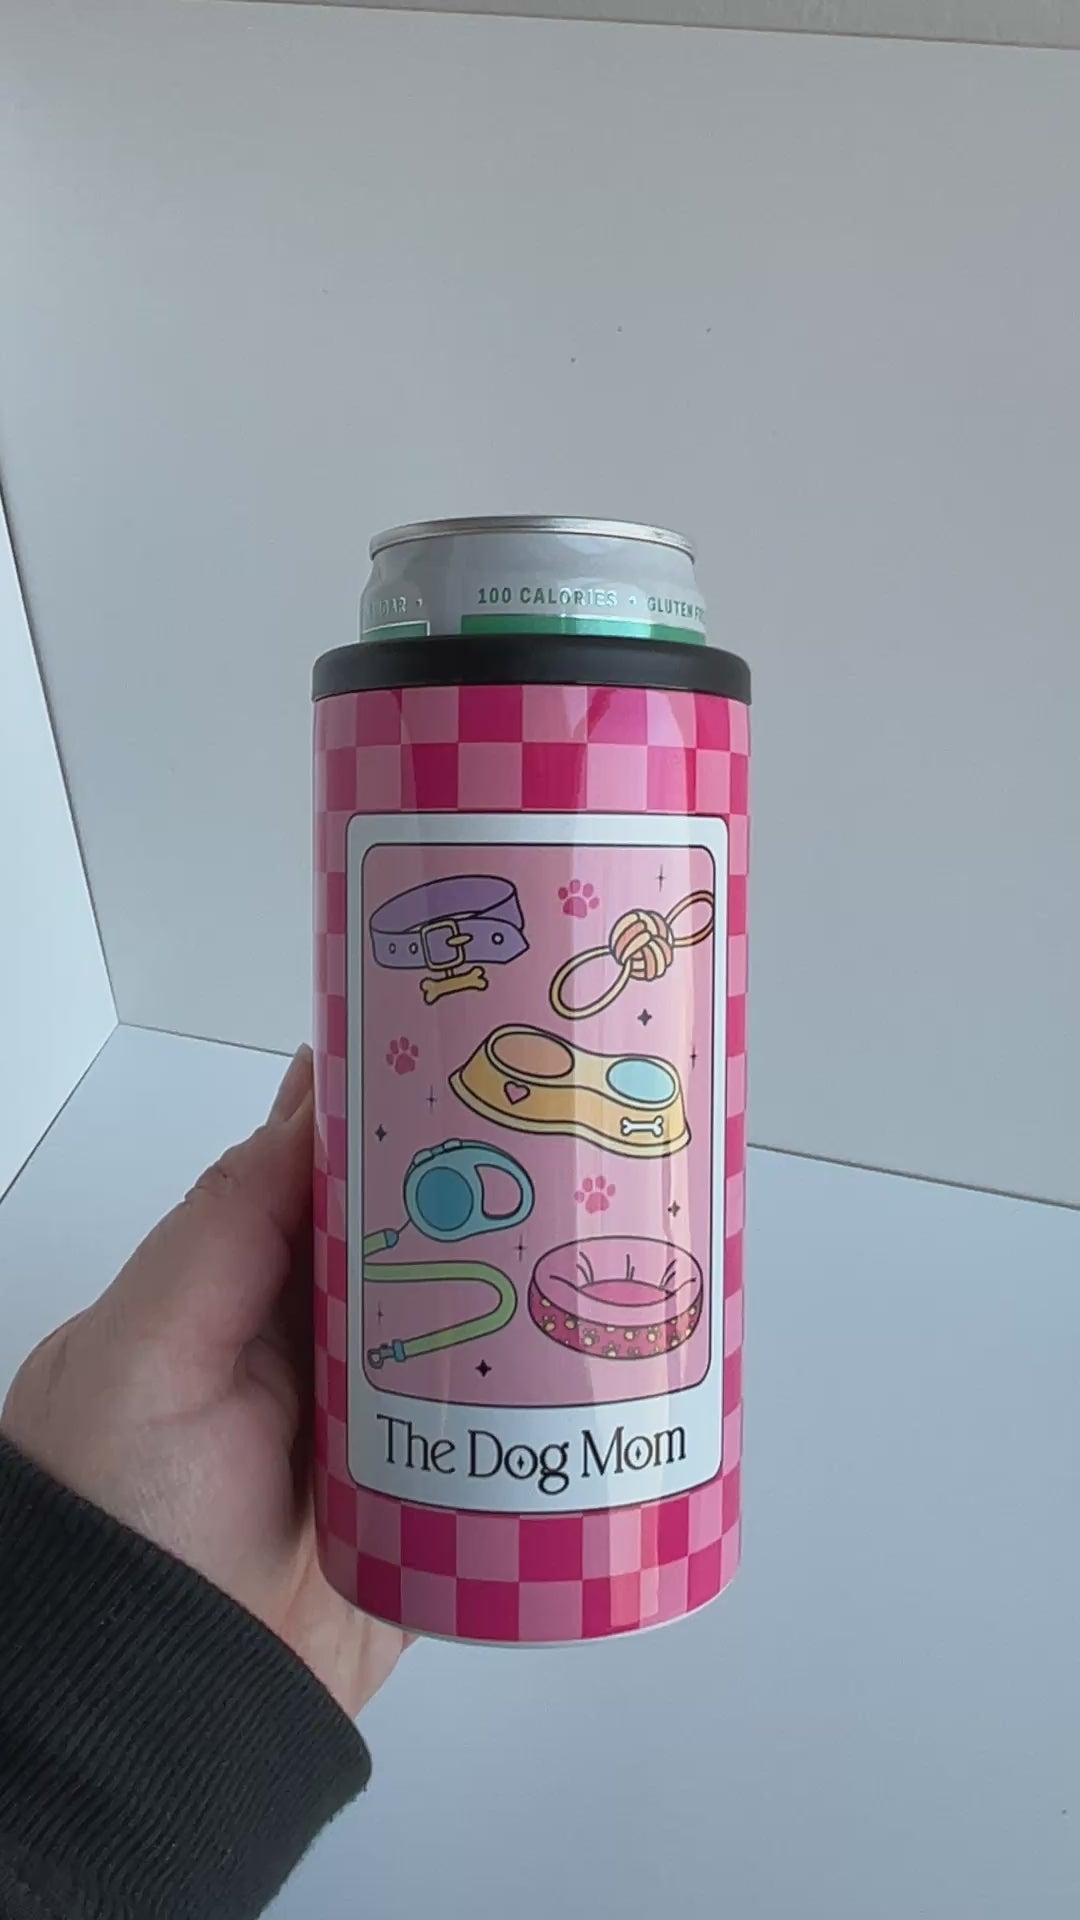 100 CALORIES • GLUTEN
The Dog Mom